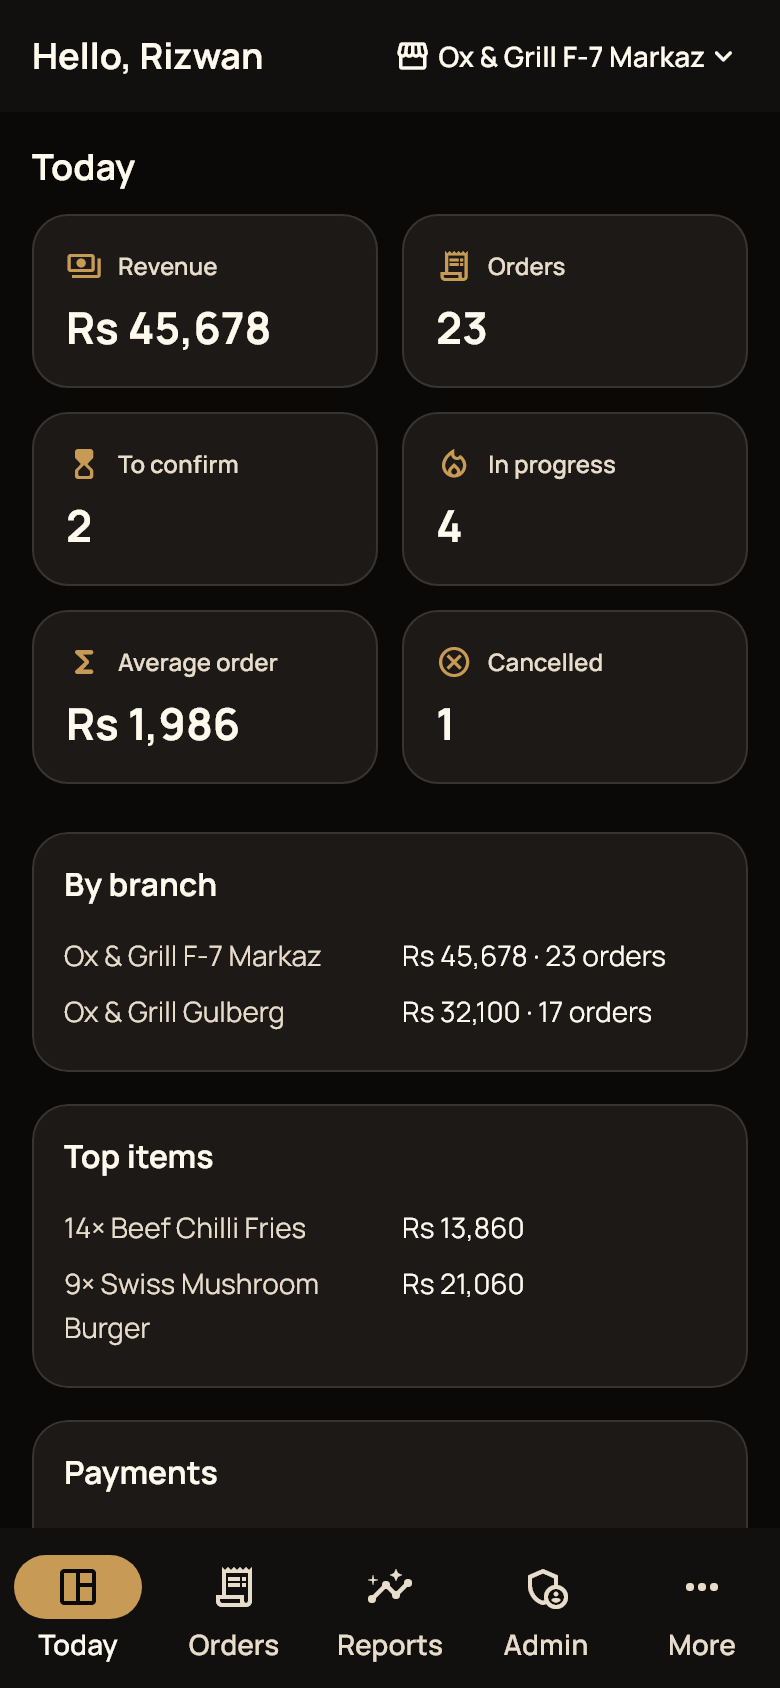 Hello, Rizwan
Ox & Grill F-7 Markaz
Today
Revenue
Rs 45,678
Orders
23
To confirm
2
In progress
4
Average order
Rs 1,986
Cancelled
1
By branch
Ox & Grill F-7 Markaz Rs 45,678 · 23 orders
Ox & Grill Gulberg Rs 32,100 · 17 orders
Top items
14× Beef Chilli Fries Rs 13,860
9× Swiss Mushroom Rs 21,060
Burger
Payments
Today
Orders
Reports
Admin
More